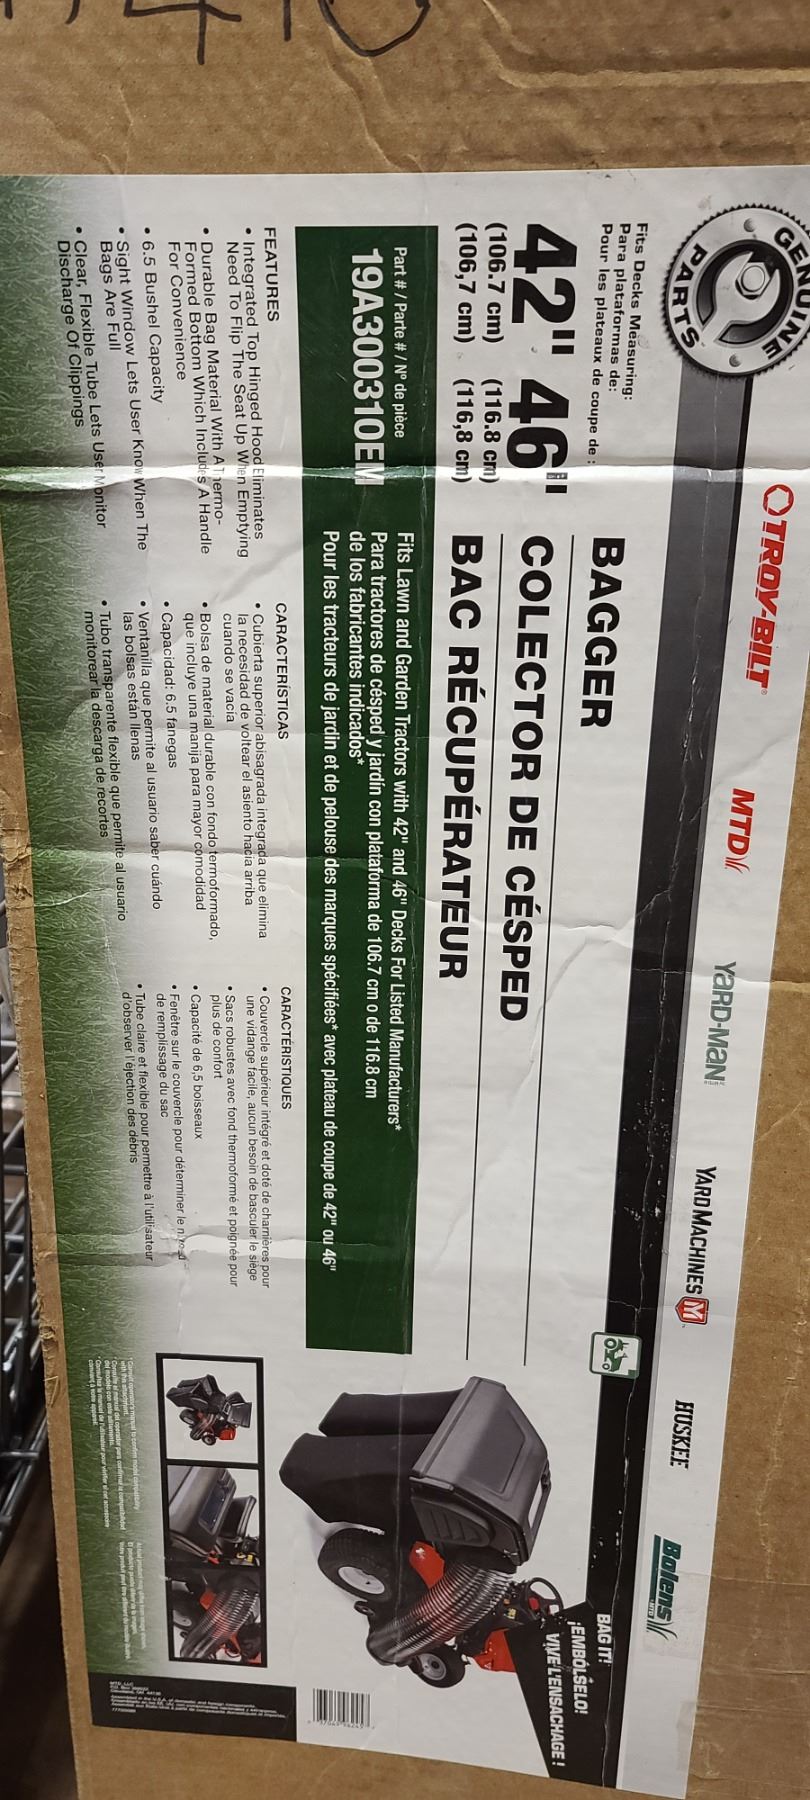 GENUINE
PARTS
TROY-BILT
MTD
YARD-MAN
YARD MACHINES
HUSKEE
Bolens
Fits Decks Measuring:
Para plataformas de:
Pour les plateaux de coupe de :
42" 46"
(106.7 cm) (116.8 cm)
(106,7 cm) (116,8 cm)
BAGGER
COLECTOR DE CÉSPED
BAC RÉCUPÉRATEUR
BAG IT!
¡EMBÓLSELO!
VIVE L'ENSACHAGE !
Part # / Parte # / Nº de pièce
19A300310EM
Fits Lawn and Garden Tractors with 42" and 46" Decks For Listed Manufacturers*
Para tractores de césped y jardín con plataforma de 106.7 cm o de 116.8 cm
de los fabricantes indicados*
Pour les tracteurs de jardin et de pelouse des marques spécifiées* avec plateau de coupe de 42" ou 46"
FEATURES
• Integrated Top Hinged Hood Eliminates
Need To Flip The Seat Up When Emptying
• Durable Bag Material With A Thermo-
Formed Bottom Which Includes A Handle
For Convenience
• 6.5 Bushel Capacity
• Sight Window Lets User Know When The
Bags Are Full
• Clear, Flexible Tube Lets User Monitor
Discharge Of Clippings
CARACTERÍSTICAS
• Cubierta superior abisagrada integrada que elimina
la necesidad de voltear el asiento hacia arriba
cuando se vacia
• Bolsa de material durable con fondo termoformado,
que incluye una manija para mayor comodidad
• Capacidad: 6.5 fanegas
• Ventanilla que permite al usuario saber cuándo
las bolsas están llenas
• Tubo transparente flexible que permite al usuario
monitorear la descarga de recortes
CARACTÉRISTIQUES
• Couvercle supérieur intégré et doté de charnières pour
une vidange facile, aucun besoin de basculer le siège
• Sacs robustes avec fond thermoformé et poignée pour
plus de confort
• Capacité de 6,5 boisseaux
• Fenêtre sur le couvercle pour déterminer le
de remplissage du sac
• Tube claire et flexible pour permettre à l'utilisateur
d'observer l'éjection des débris
*Consult operator's manual to confirm model compatibility
with this attachment.
MTD LLC